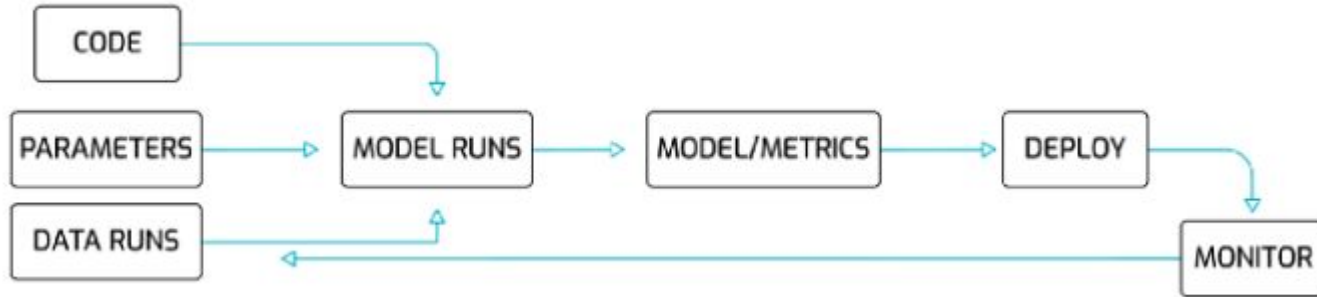 CODE
PARAMETERS
MODEL RUNS
MODEL/METRICS
DEPLOY
DATA RUNS
MONITOR